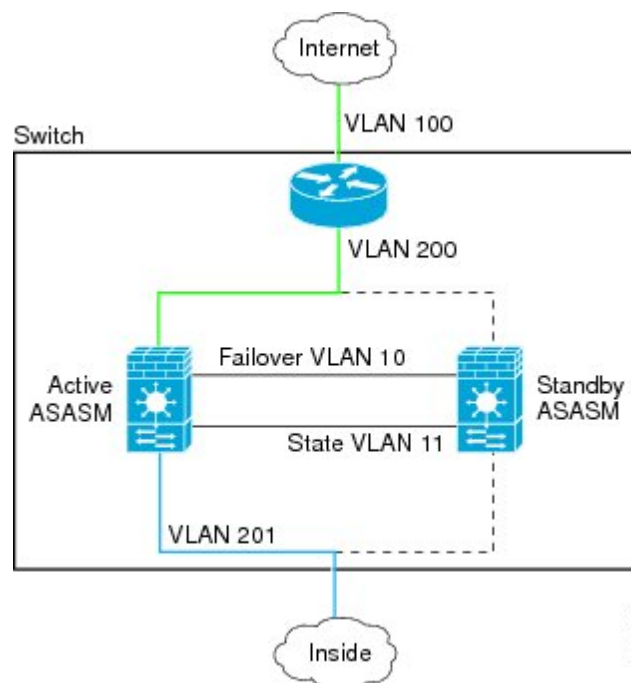 Internet
VLAN 100
Switch
VLAN 200
Failover VLAN 10
Active
ASASM
Standby
ASASM
State VLAN 11
VLAN 201
Inside